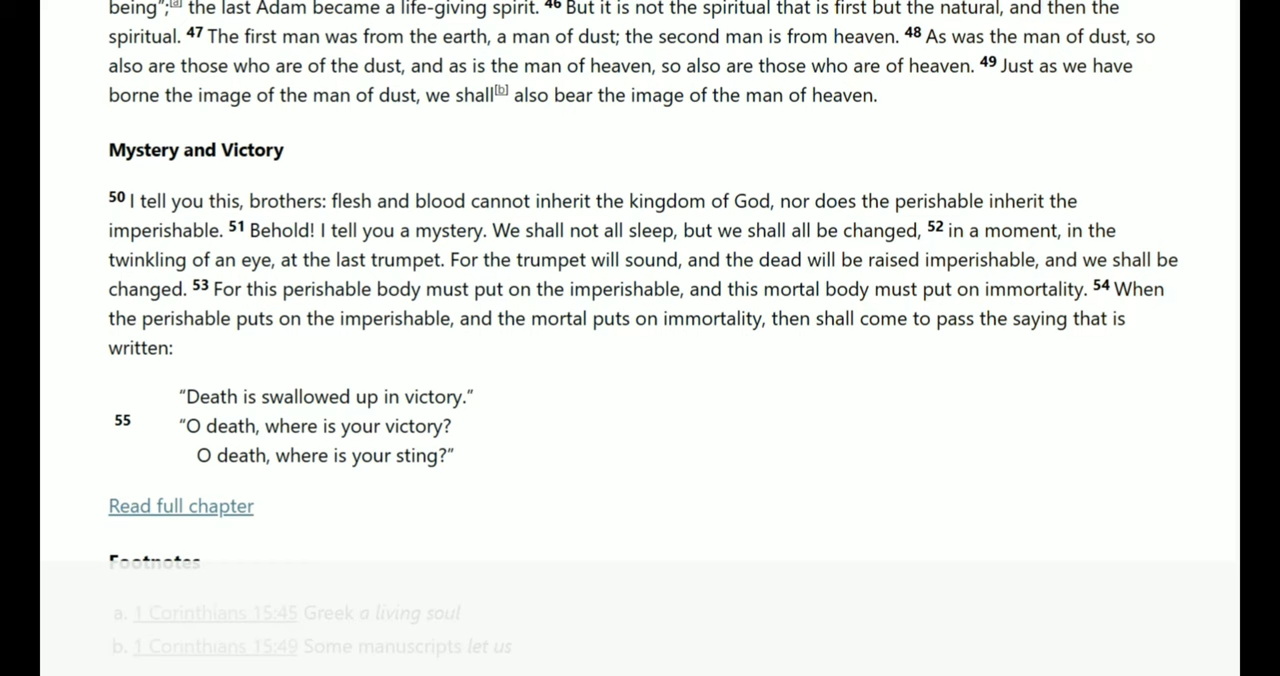 being”;[a] the last Adam became a life-giving spirit. 46 But it is not the spiritual that is first but the natural, and then the
spiritual. 47 The first man was from the earth, a man of dust; the second man is from heaven. 48 As was the man of dust, so
also are those who are of the dust, and as is the man of heaven, so also are those who are of heaven. 49 Just as we have
borne the image of the man of dust, we shall[b] also bear the image of the man of heaven.
Mystery and Victory
50 I tell you this, brothers: flesh and blood cannot inherit the kingdom of God, nor does the perishable inherit the
imperishable. 51 Behold! I tell you a mystery. We shall not all sleep, but we shall all be changed, 52 in a moment, in the
twinkling of an eye, at the last trumpet. For the trumpet will sound, and the dead will be raised imperishable, and we shall be
changed. 53 For this perishable body must put on the imperishable, and this mortal body must put on immortality. 54 When
the perishable puts on the imperishable, and the mortal puts on immortality, then shall come to pass the saying that is
written:
“Death is swallowed up in victory.”
55 “O death, where is your victory?
O death, where is your sting?”
Read full chapter
Footnotes
a. 1 Corinthians 15:45 Greek a living soul
b. 1 Corinthians 15:49 Some manuscripts let us